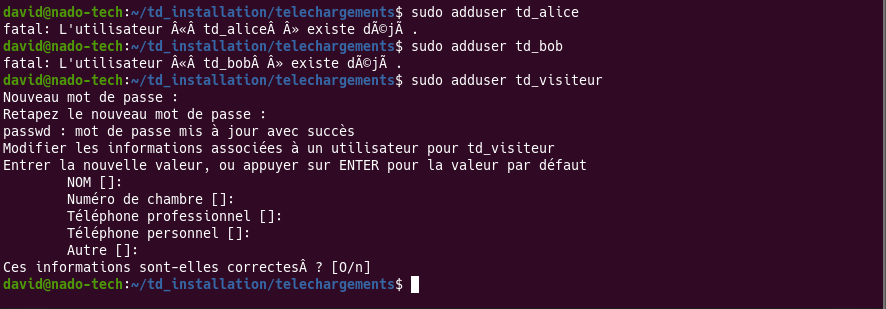 david@nado-tech:~/td_installation/telechargements$ sudo adduser td_alice
fatal: L'utilisateur Â«Â td_aliceÂ Â» existe dÃ©jÃ .
david@nado-tech:~/td_installation/telechargements$ sudo adduser td_bob
fatal: L'utilisateur Â«Â td_bobÂ Â» existe dÃ©jÃ .
david@nado-tech:~/td_installation/telechargements$ sudo adduser td_visiteur
Nouveau mot de passe :
Retapez le nouveau mot de passe :
passwd : mot de passe mis à jour avec succès
Modifier les informations associées à un utilisateur pour td_visiteur
Entrer la nouvelle valeur, ou appuyer sur ENTER pour la valeur par défaut
NOM []:
Numéro de chambre []:
Téléphone professionnel []:
Téléphone personnel []:
Autre []:
Ces informations sont-elles correctesÂ ? [O/n]
david@nado-tech:~/td_installation/telechargements$